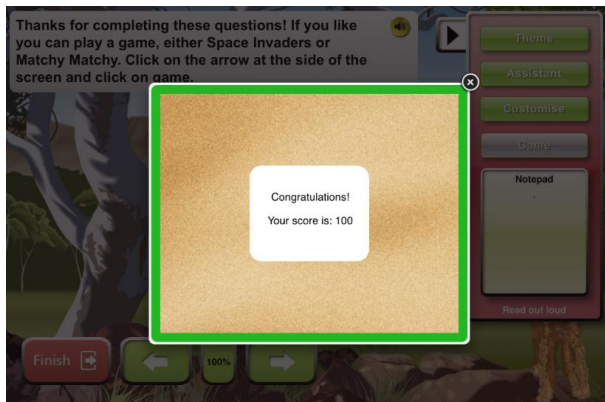 Thanks for completing these questions! If you like
you can play a game, either Space Invaders or
Matchy Matchy. Click on the arrow at the side of the
screen and click on game.
Theme
Assistant
Customise
Game
Notepad
Congratulations!
Your score is: 100
Read out loud
Finish
100%